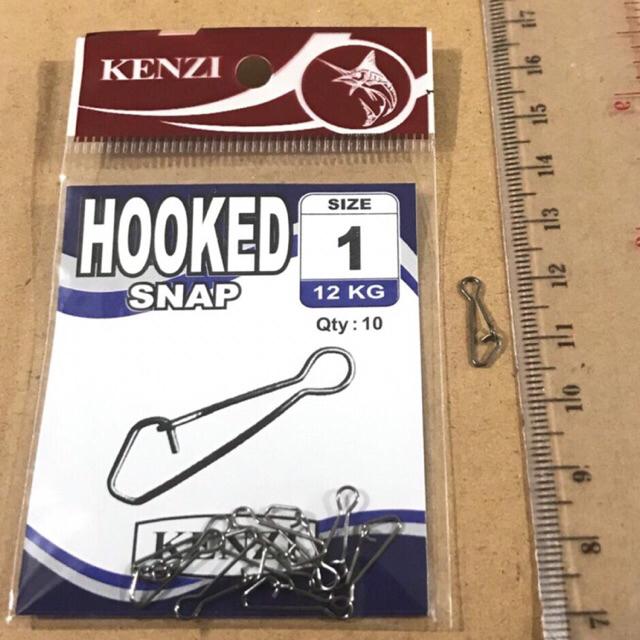 KENZI
HOOKED
SNAP
SIZE
1
12 KG
Qty : 10
KENZI
17
16
15
14
13
12
11
10
9
8
7